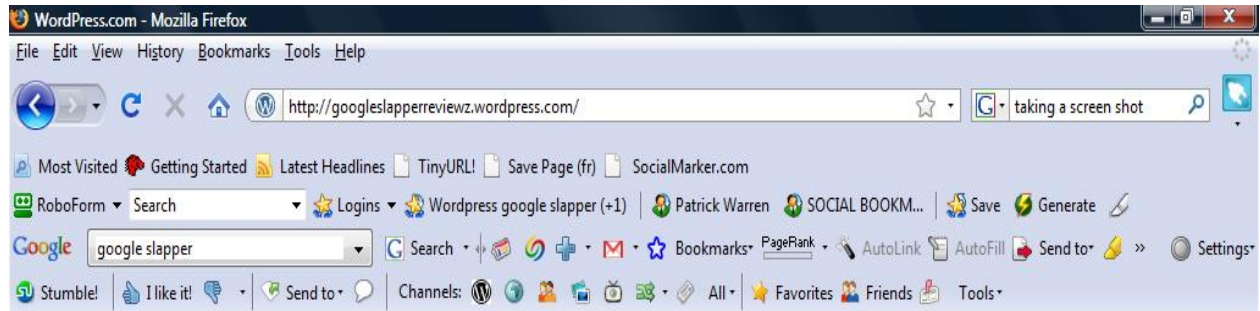 WordPress.com - Mozilla Firefox
File Edit View History Bookmarks Tools Help
http://googleslapperreviewz.wordpress.com/ G taking a screen shot
Most Visited Getting Started Latest Headlines TinyURL! Save Page (fr) SocialMarker.com
RoboForm Search Logins Wordpress google slapper (+1) Patrick Warren SOCIAL BOOKM... Save Generate
Google google slapper G Search Bookmarks PageRank AutoLink AutoFill Send to » Settings
Stumble! I like it! Send to Channels: All Favorites Friends Tools